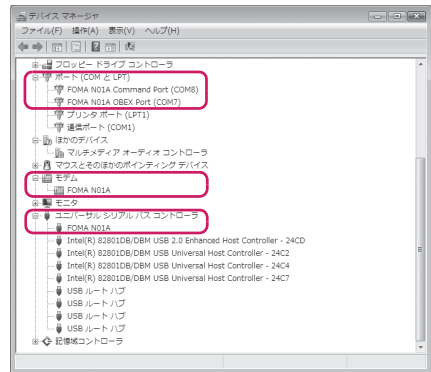 デバイス マネージャ
ファイル(F) 操作(A) 表示(V) ヘルプ(H)
フロッピー ドライブ コントローラ
ポート (COM と LPT)
FOMA N01A Command Port (COM8)
FOMA N01A OBEX Port (COM7)
プリンタ ポート (LPT1)
通信ポート (COM1)
ほかのデバイス
マルチメディア オーディオ コントローラ
マウスとそのほかのポインティング デバイス
モデム
FOMA N01A
モニタ
ユニバーサル シリアル バス コントローラ
FOMA N01A
Intel(R) 82801DB/DBM USB 2.0 Enhanced Host Controller - 24CD
Intel(R) 82801DB/DBM USB Universal Host Controller - 24C2
Intel(R) 82801DB/DBM USB Universal Host Controller - 24C4
Intel(R) 82801DB/DBM USB Universal Host Controller - 24C7
USB ルート ハブ
USB ルート ハブ
USB ルート ハブ
USB ルート ハブ
記憶域コントローラ